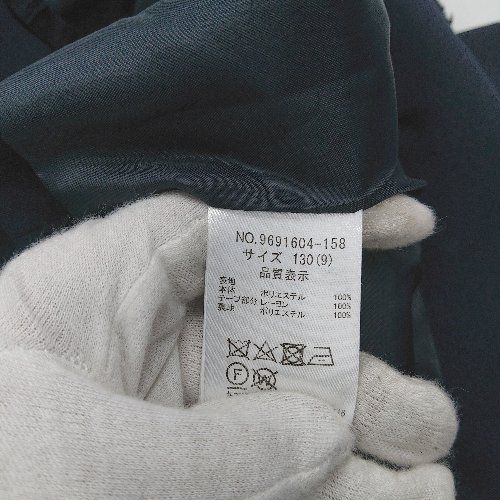 NO.9691604-158
サイズ 130(9)
品質表示
表地
本体 ポリエステル 100%
テープ部分 レーヨン 100%
裏地 ポリエステル 100%
F
W